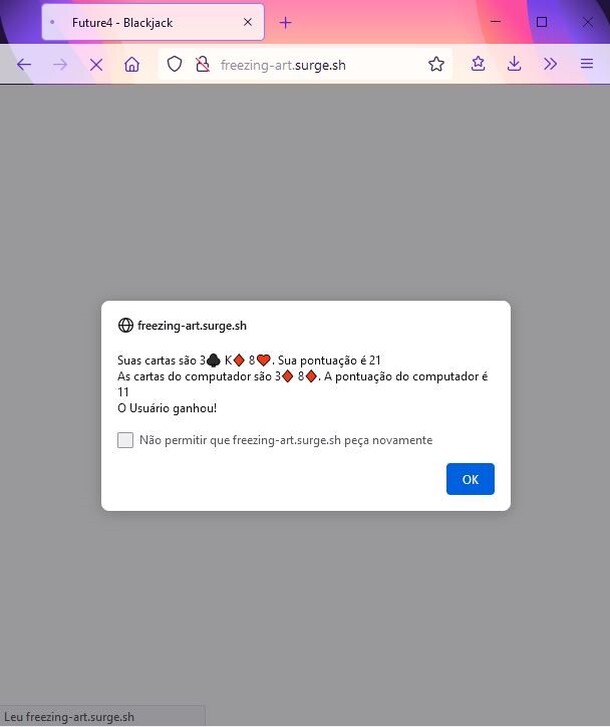 Future4 - Blackjack
freezing-art.surge.sh
freezing-art.surge.sh
Suas cartas são 3♣ K♦ 8♥. Sua pontuação é 21
As cartas do computador são 3♦ 8♦. A pontuação do computador é
11
O Usuário ganhou!
Não permitir que freezing-art.surge.sh peça novamente
OK
Leu freezing-art.surge.sh